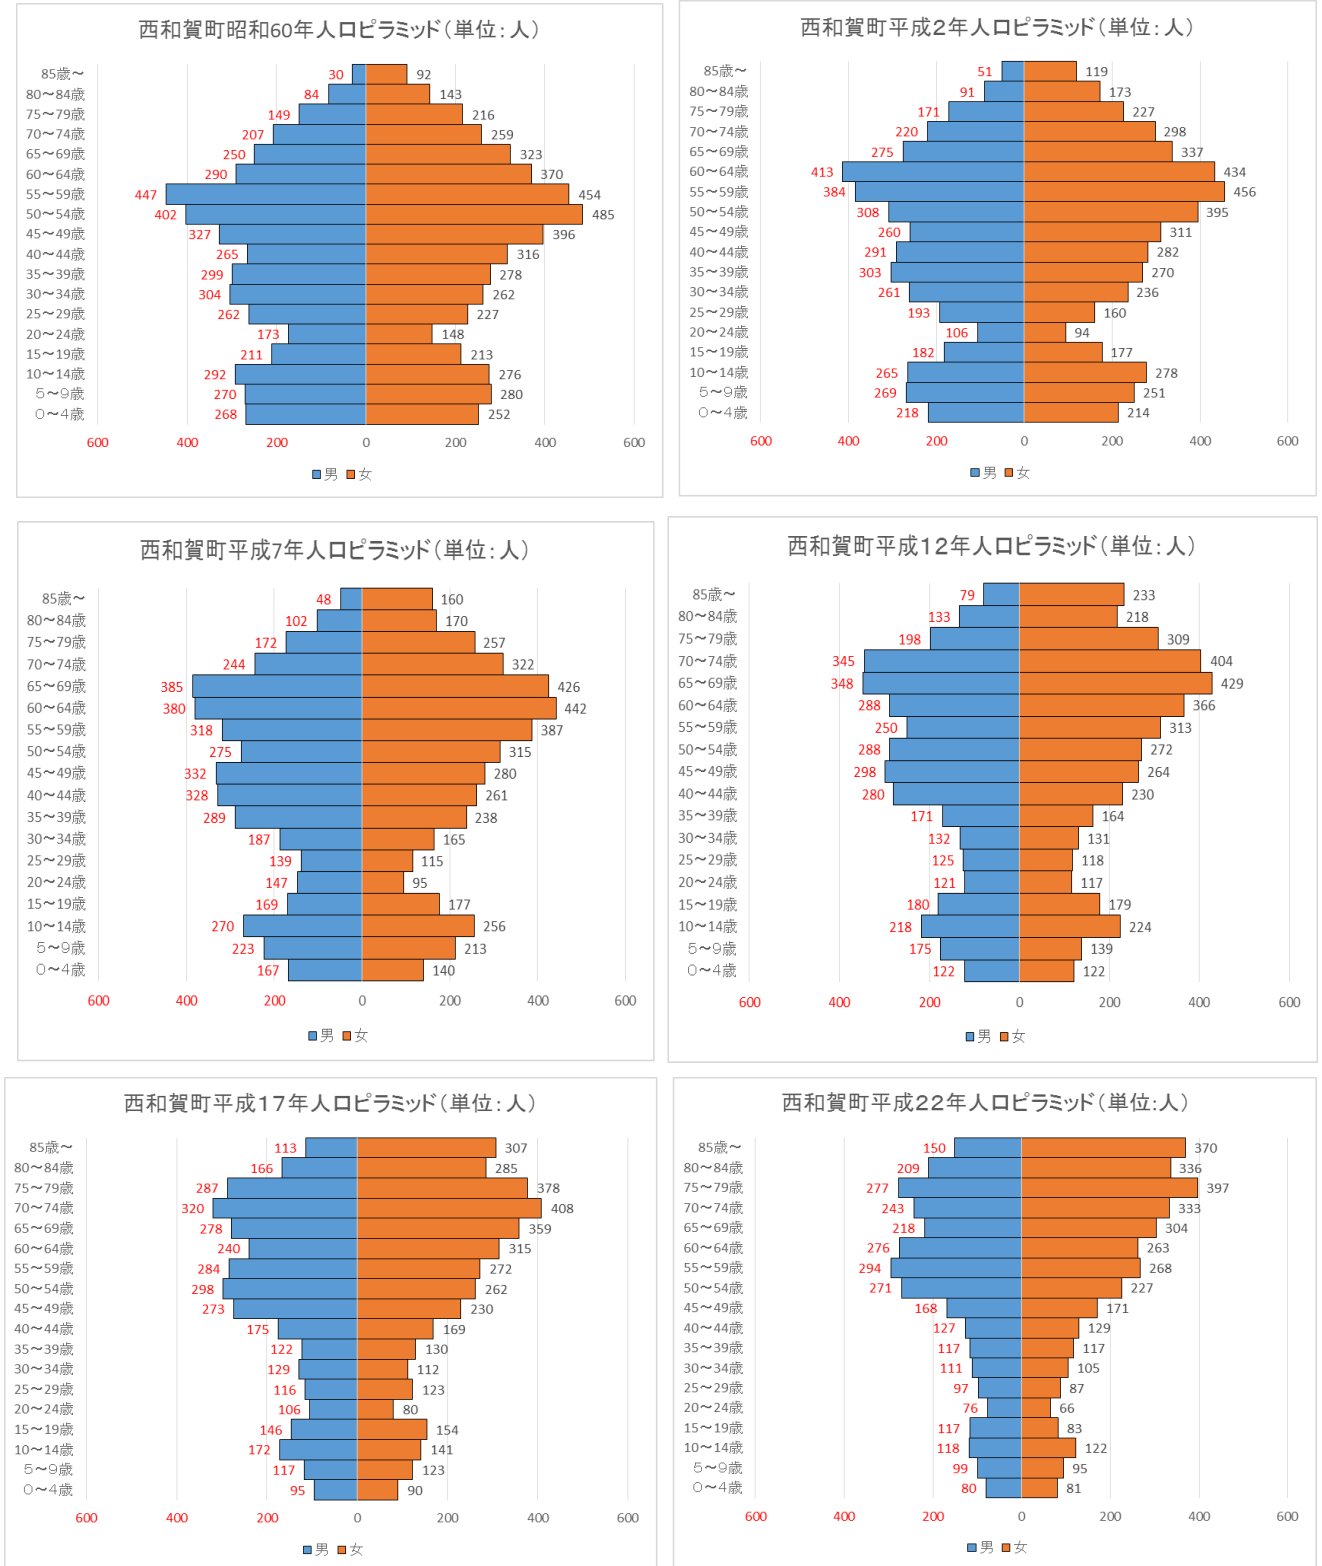 西和賀町昭和60年人口ピラミッド(単位:人)
85歳～ 30 92
80～84歳 84 143
75～79歳 149 216
70～74歳 207 259
65～69歳 250 323
60～64歳 290 370
55～59歳 447 454
50～54歳 402 485
45～49歳 327 396
40～44歳 265 316
35～39歳 299 278
30～34歳 304 262
25～29歳 262 227
20～24歳 173 148
15～19歳 211 213
10～14歳 292 276
５～９歳 270 280
０～４歳 268 252
600 400 200 0 200 400 600
男 女
西和賀町平成2年人口ピラミッド(単位:人)
85歳～ 51 119
80～84歳 91 173
75～79歳 171 227
70～74歳 220 298
65～69歳 275 337
60～64歳 413 434
55～59歳 384 456
50～54歳 308 395
45～49歳 260 311
40～44歳 291 282
35～39歳 303 270
30～34歳 261 236
25～29歳 193 160
20～24歳 106 94
15～19歳 182 177
10～14歳 265 278
５～９歳 269 251
０～４歳 218 214
600 400 200 0 200 400 600
男 女
西和賀町平成7年人口ピラミッド(単位:人)
85歳～ 48 160
80～84歳 102 170
75～79歳 172 257
70～74歳 244 322
65～69歳 385 426
60～64歳 380 442
55～59歳 318 387
50～54歳 275 315
45～49歳 332 280
40～44歳 328 261
35～39歳 289 238
30～34歳 187 165
25～29歳 139 115
20～24歳 147 95
15～19歳 169 177
10～14歳 270 256
５～９歳 223 213
０～４歳 167 140
600 400 200 0 200 400 600
男 女
西和賀町平成12年人口ピラミッド(単位:人)
85歳～ 79 233
80～84歳 133 218
75～79歳 198 309
70～74歳 345 404
65～69歳 348 429
60～64歳 288 366
55～59歳 250 313
50～54歳 288 272
45～49歳 298 264
40～44歳 280 230
35～39歳 171 164
30～34歳 132 131
25～29歳 125 118
20～24歳 121 117
15～19歳 180 179
10～14歳 218 224
５～９歳 175 139
０～４歳 122 122
600 400 200 0 200 400 600
男 女
西和賀町平成17年人口ピラミッド(単位:人)
85歳～ 113 307
80～84歳 166 285
75～79歳 287 378
70～74歳 320 408
65～69歳 278 359
60～64歳 240 315
55～59歳 284 272
50～54歳 298 262
45～49歳 273 230
40～44歳 175 169
35～39歳 122 130
30～34歳 129 112
25～29歳 116 123
20～24歳 106 80
15～19歳 146 154
10～14歳 172 141
５～９歳 117 123
０～４歳 95 90
600 400 200 0 200 400 600
男 女
西和賀町平成22年人口ピラミッド(単位:人)
85歳～ 150 370
80～84歳 209 336
75～79歳 277 397
70～74歳 243 333
65～69歳 218 304
60～64歳 276 263
55～59歳 294 268
50～54歳 271 227
45～49歳 168 171
40～44歳 127 129
35～39歳 117 117
30～34歳 111 105
25～29歳 97 87
20～24歳 76 66
15～19歳 117 83
10～14歳 118 122
５～９歳 99 95
０～４歳 80 81
600 400 200 0 200 400 600
男 女